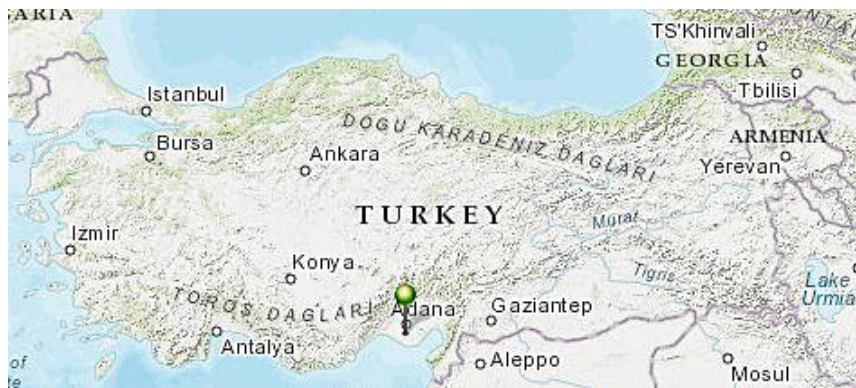 ARIA
TS'Khinvali
GEORGIA
Tbilisi
Istanbul
DOGU KARADENIZ DAGLARI
ARMENIA
Bursa
Ankara
Yerevan
TURKEY
Murat
Izmir
Konya
Tigris
Lake
Urmia
TOROS DAGLARI
Adana
Gaziantep
Antalya
Aleppo
Mosul
of